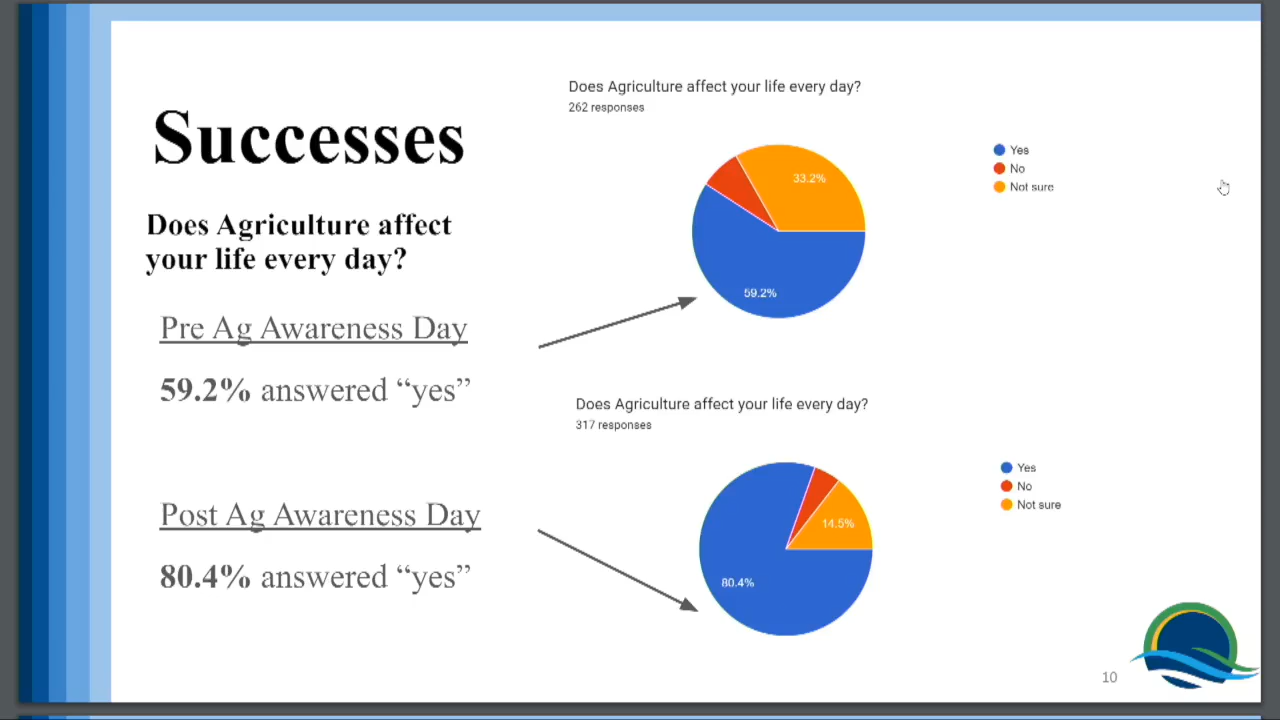 Successes
Does Agriculture affect
your life every day?
Pre Ag Awareness Day
59.2% answered “yes”
Post Ag Awareness Day
80.4% answered “yes”
Does Agriculture affect your life every day?
262 responses
33.2%
59.2%
Yes
No
Not sure
Does Agriculture affect your life every day?
317 responses
14.5%
80.4%
Yes
No
Not sure
10